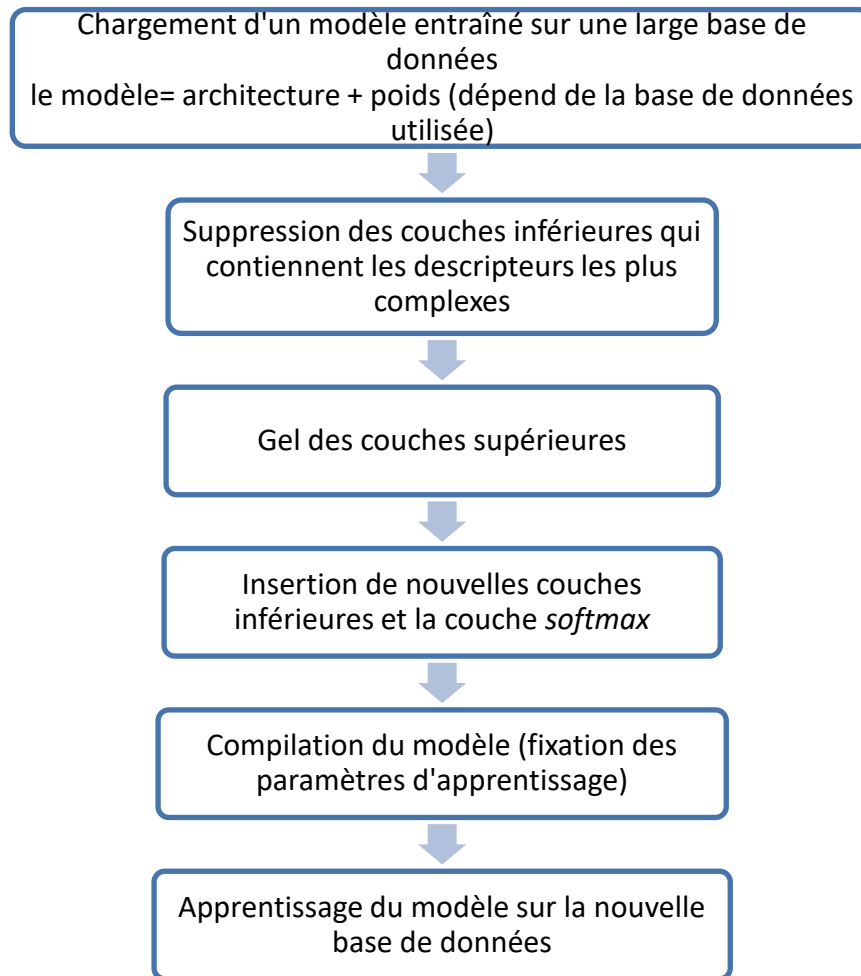 Chargement d'un modèle entraîné sur une large base de
données
le modèle= architecture + poids (dépend de la base de données
utilisée)
Suppression des couches inférieures qui
contiennent les descripteurs les plus
complexes
Gel des couches supérieures
Insertion de nouvelles couches
inférieures et la couche softmax
Compilation du modèle (fixation des
paramètres d'apprentissage)
Apprentissage du modèle sur la nouvelle
base de données